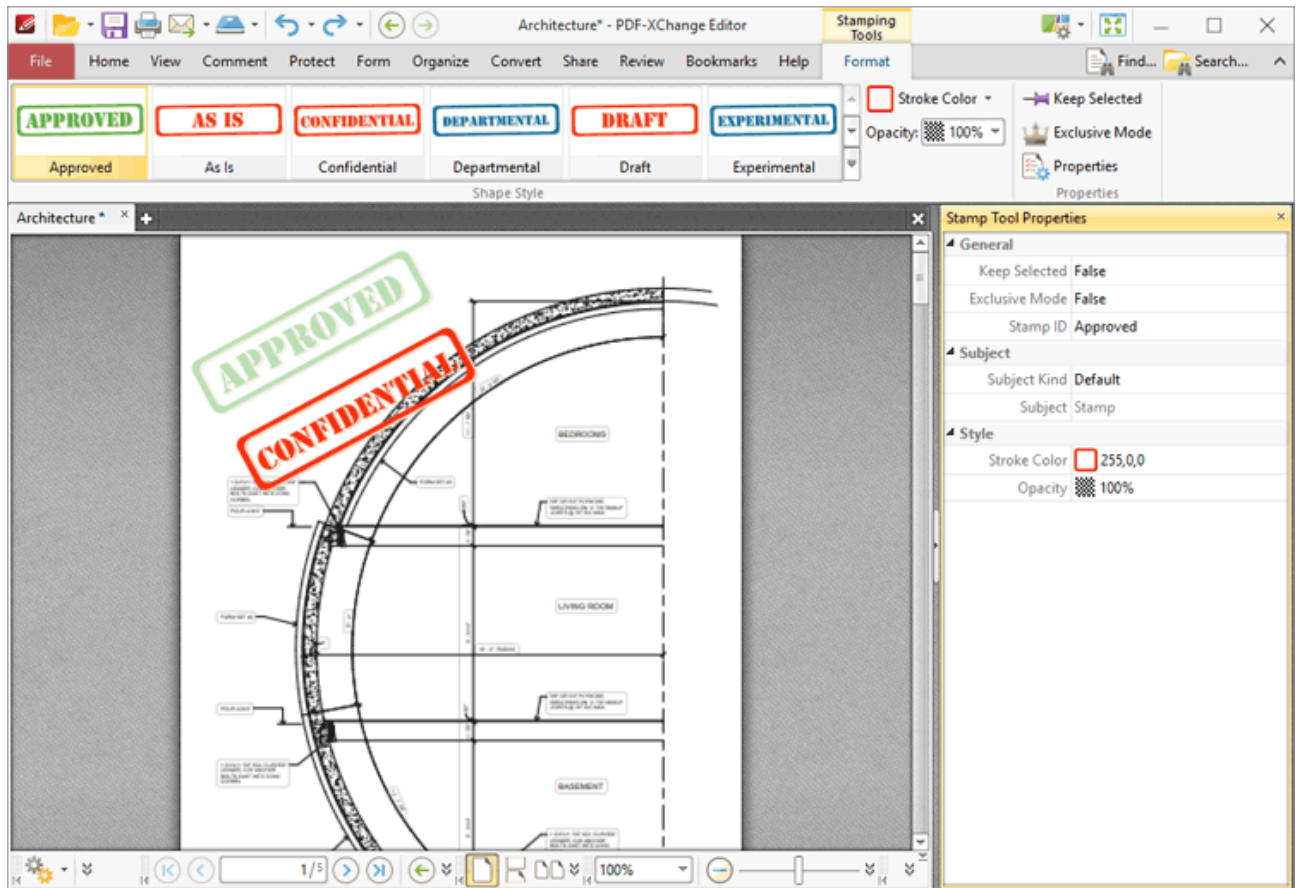 Architecture* - PDF-XChange Editor
Stamping
Tools
File Home View Comment Protect Form Organize Convert Share Review Bookmarks Help Format Find... Search...
APPROVED AS IS CONFIDENTIAL DEPARTMENTAL DRAFT EXPERIMENTAL
Approved As Is Confidential Departmental Draft Experimental
Shape Style
Stroke Color
Opacity: 100%
Keep Selected
Exclusive Mode
Properties
Properties
Architecture *
APPROVED
CONFIDENTIAL
BEDROOMS
LIVING ROOM
BASEMENT
Stamp Tool Properties
General
Keep Selected False
Exclusive Mode False
Stamp ID Approved
Subject
Subject Kind Default
Subject Stamp
Style
Stroke Color 255,0,0
Opacity 100%
1/5
100%